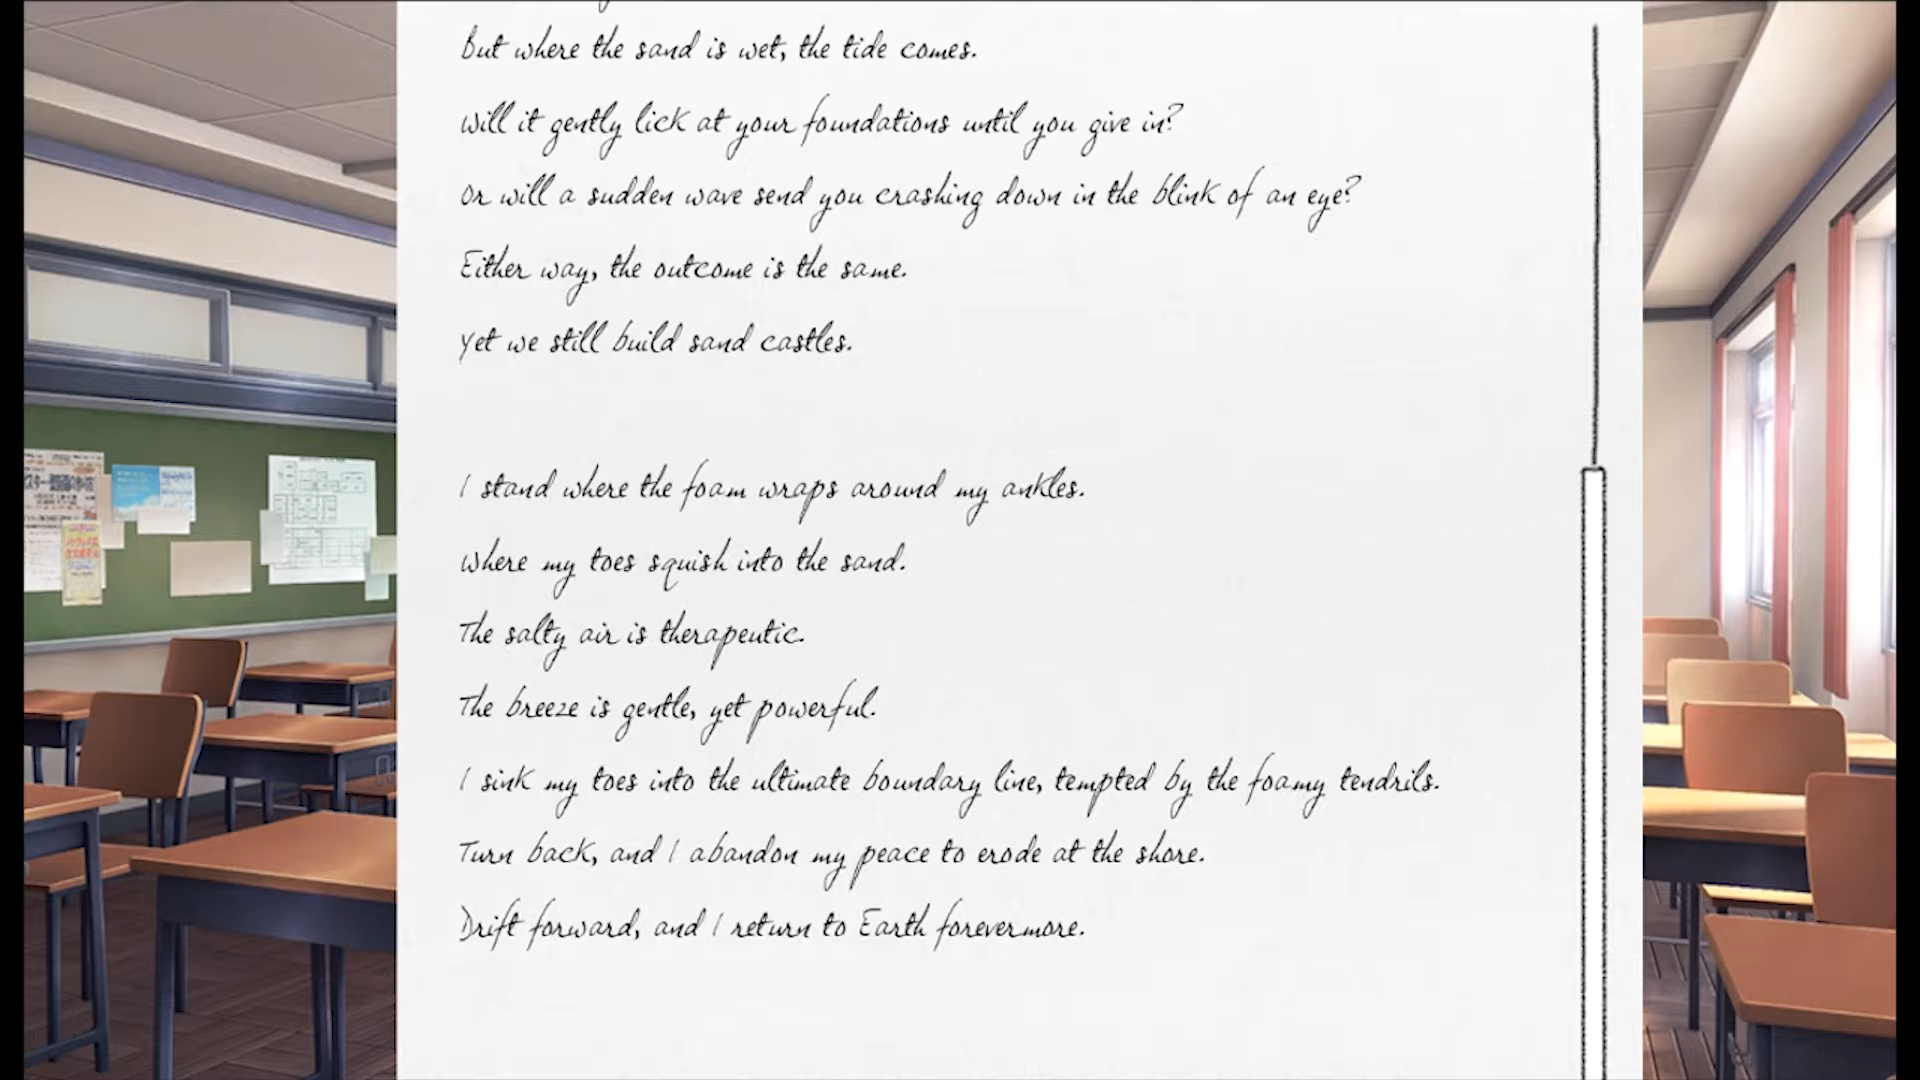 But where the sand is wet, the tide comes.
Will it gently lick at your foundations until you give in?
Or will a sudden wave send you crashing down in the blink of an eye?
Either way, the outcome is the same.
Yet we still build sand castles.
I stand where the foam wraps around my ankles.
Where my toes squish into the sand.
The salty air is therapeutic.
The breeze is gentle, yet powerful.
I sink my toes into the ultimate boundary line, tempted by the foamy tendrils.
Turn back, and I abandon my peace to erode at the shore.
Drift forward, and I return to Earth forevermore.